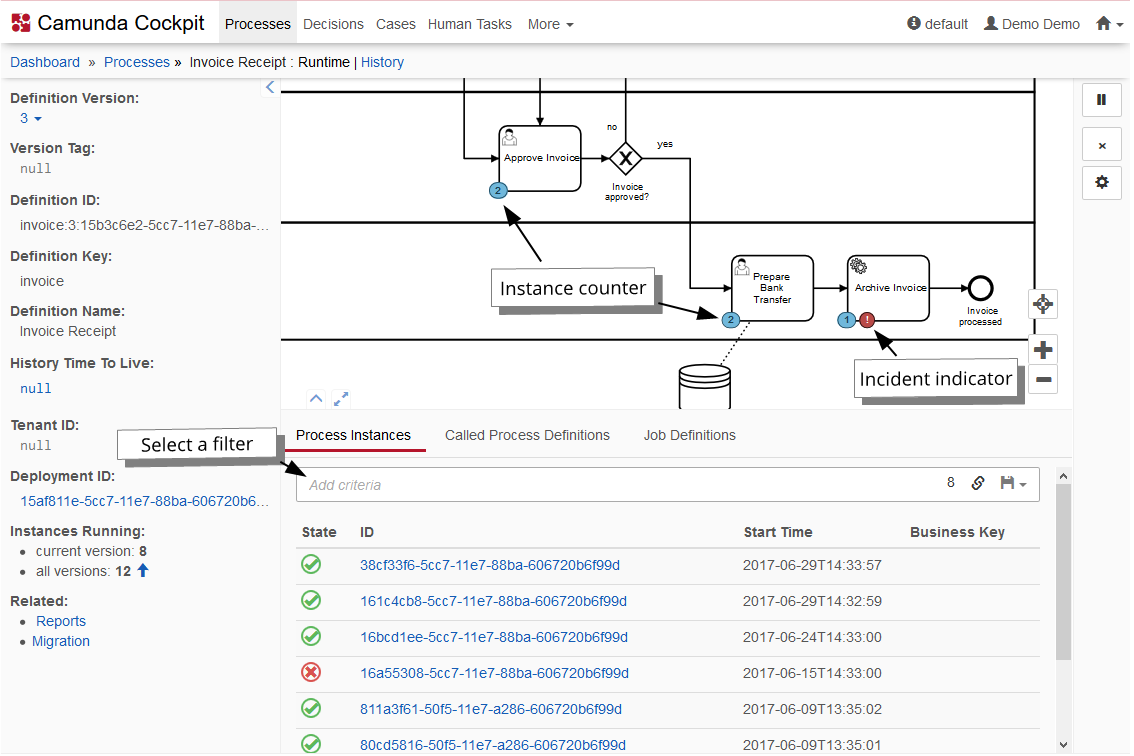 Camunda Cockpit
Processes
Decisions
Cases
Human Tasks
More
default
Demo Demo
Dashboard » Processes » Invoice Receipt : Runtime | History
Definition Version:
3
Version Tag:
null
Definition ID:
invoice:3:15b3c6e2-5cc7-11e7-88ba-...
Definition Key:
invoice
Definition Name:
Invoice Receipt
History Time To Live:
null
Tenant ID:
null
Deployment ID:
15af811e-5cc7-11e7-88ba-606720b6...
Instances Running:
current version: 8
all versions: 12
Related:
Reports
Migration
no
yes
Approve Invoice
Invoice
approved?
2
Instance counter
Prepare
Bank
Transfer
2
Archive Invoice
1
!
Invoice
processed
Incident indicator
Select a filter
Process Instances
Called Process Definitions
Job Definitions
Add criteria
8
State ID Start Time Business Key
38cf33f6-5cc7-11e7-88ba-606720b6f99d 2017-06-29T14:33:57
161c4cb8-5cc7-11e7-88ba-606720b6f99d 2017-06-29T14:32:59
16bcd1ee-5cc7-11e7-88ba-606720b6f99d 2017-06-24T14:33:00
16a55308-5cc7-11e7-88ba-606720b6f99d 2017-06-15T14:33:00
811a3f61-50f5-11e7-a286-606720b6f99d 2017-06-09T13:35:02
80cd5816-50f5-11e7-a286-606720b6f99d 2017-06-09T13:35:01